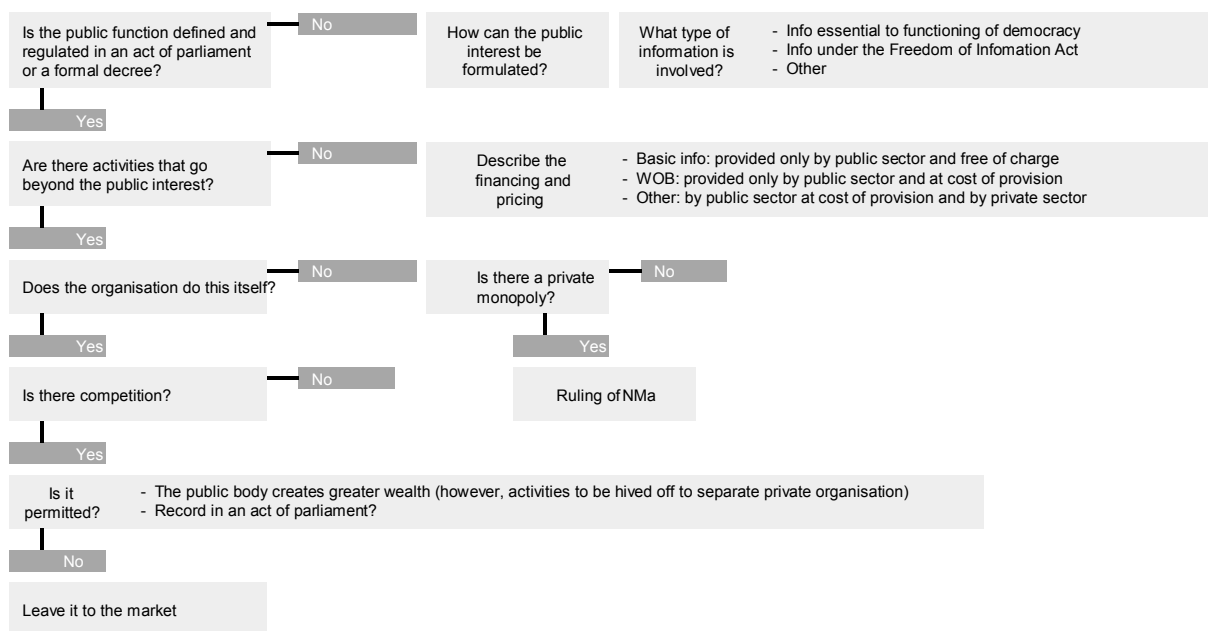 Is the public function defined and
regulated in an act of parliament
or a formal decree?
No
How can the public
interest be
formulated?
What type of
information is
involved?
- Info essential to functioning of democracy
- Info under the Freedom of Infomation Act
- Other
Yes
Are there activities that go
beyond the public interest?
No
Describe the
financing and
pricing
- Basic info: provided only by public sector and free of charge
- WOB: provided only by public sector and at cost of provision
- Other: by public sector at cost of provision and by private sector
Yes
Does the organisation do this itself?
No
Is there a private
monopoly?
No
Yes
Yes
Is there competition?
No
Ruling of NMa
Yes
Is it
permitted?
- The public body creates greater wealth (however, activities to be hived off to separate private organisation)
- Record in an act of parliament?
No
Leave it to the market